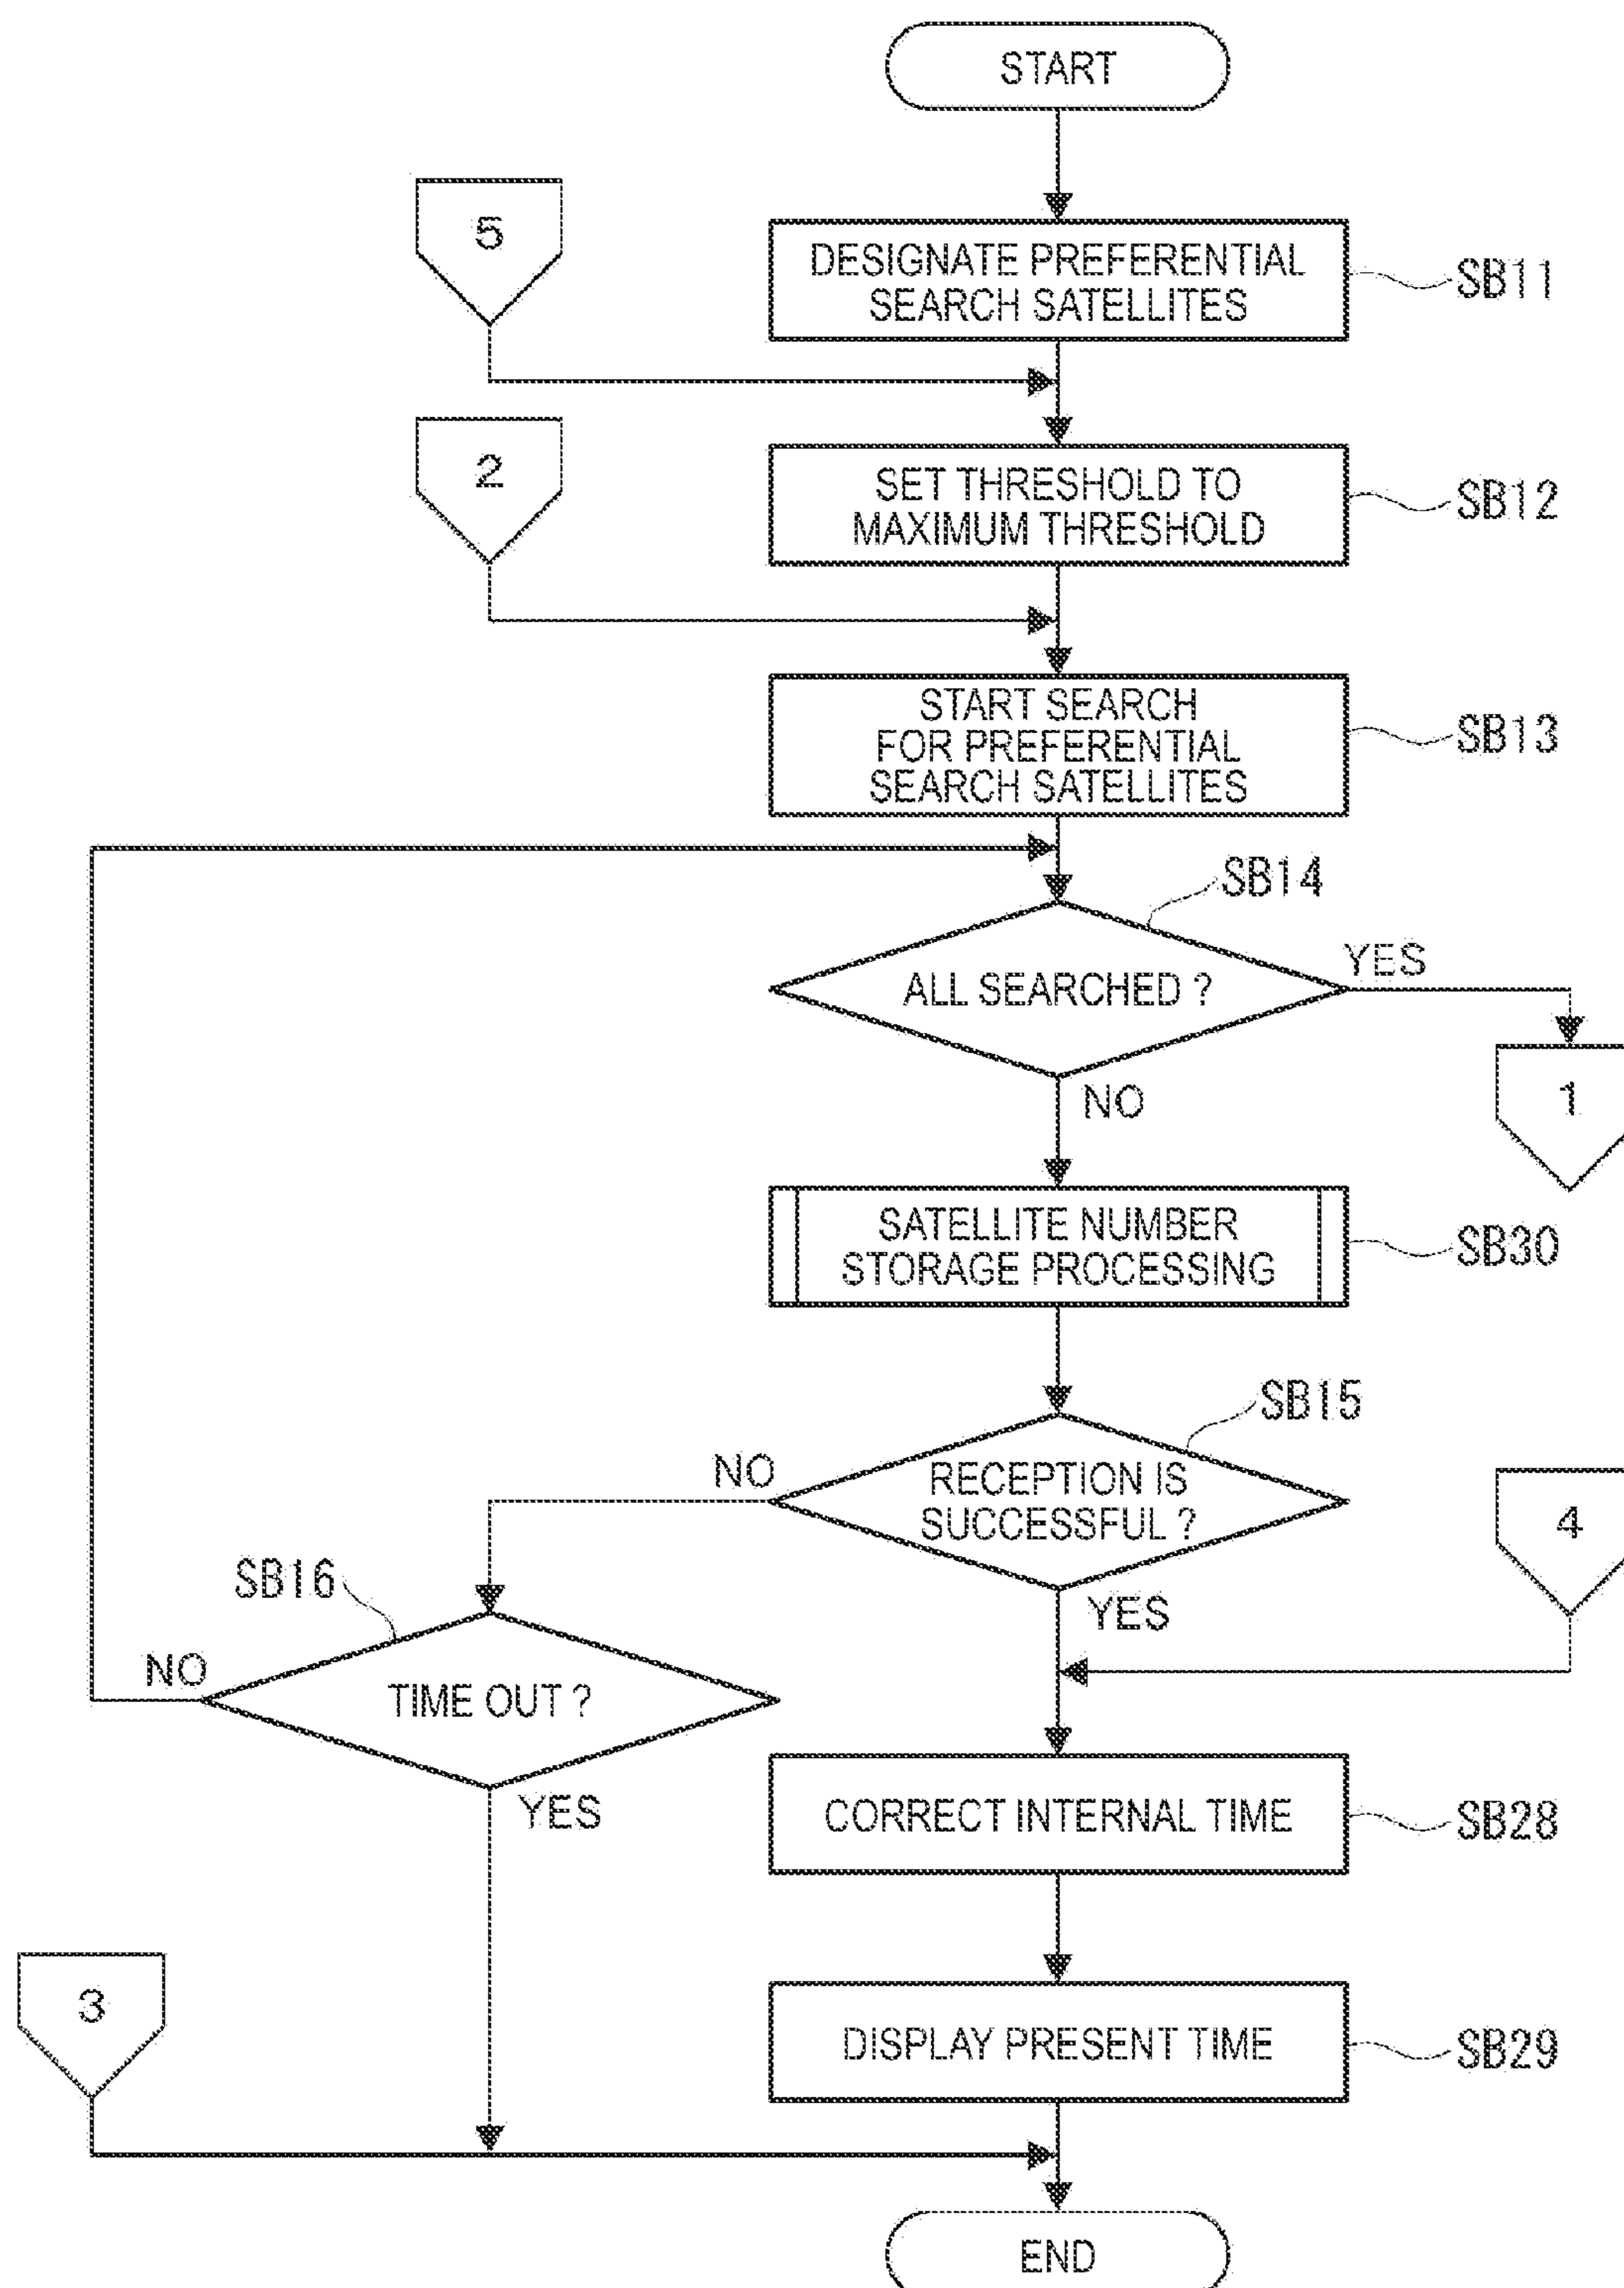 START
5
DESIGNATE PREFERENTIAL
SEARCH SATELLITES
SB11
2
SET THRESHOLD TO
MAXIMUM THRESHOLD
SB12
START SEARCH
FOR PREFERENTIAL
SEARCH SATELLITES
SB13
SB14
ALL SEARCHED ?
YES
1
NO
SATELLITE NUMBER
STORAGE PROCESSING
SB30
SB15
NO
RECEPTION IS
SUCCESSFUL ?
4
YES
SB16
NO
TIME OUT ?
YES
CORRECT INTERNAL TIME
SB28
3
DISPLAY PRESENT TIME
SB29
END